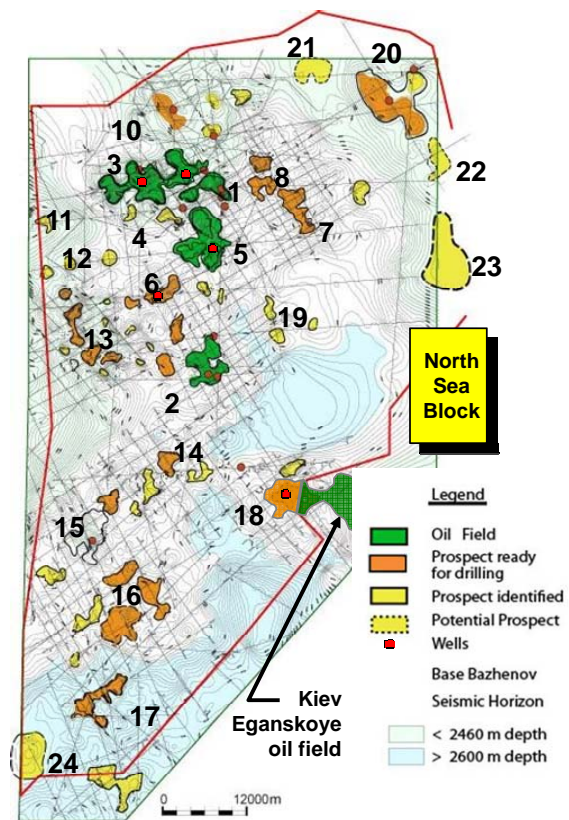 21
20
10
3
8
1
22
11
4
7
12
5
23
6
19
13
North
Sea
Block
2
14
18
15
Legend
Oil Field
Prospect ready
for drilling
Prospect identified
Potential Prospect
Wells
Base Bazhenov
Seismic Horizon
< 2460 m depth
> 2600 m depth
16
Kiev
Eganskoye
oil field
17
24
0
12000m